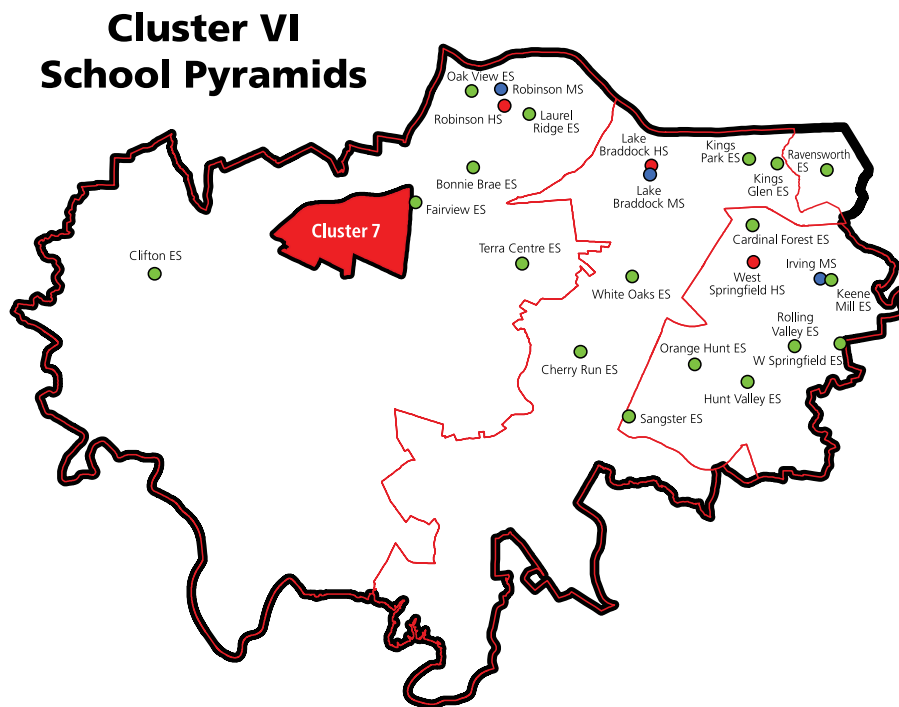 Cluster VI
School Pyramids
Oak View ES
Robinson MS
Robinson HS
Laurel
Ridge ES
Lake
Braddock HS
Lake
Braddock MS
Kings
Park ES
Kings
Glen ES
Ravensworth
ES
Bonnie Brae ES
Fairview ES
Cluster 7
Clifton ES
Terra Centre ES
White Oaks ES
Cardinal Forest ES
West
Springfield HS
Irving MS
Keene
Mill ES
Rolling
Valley ES
W Springfield ES
Orange Hunt ES
Cherry Run ES
Hunt Valley ES
Sangster ES